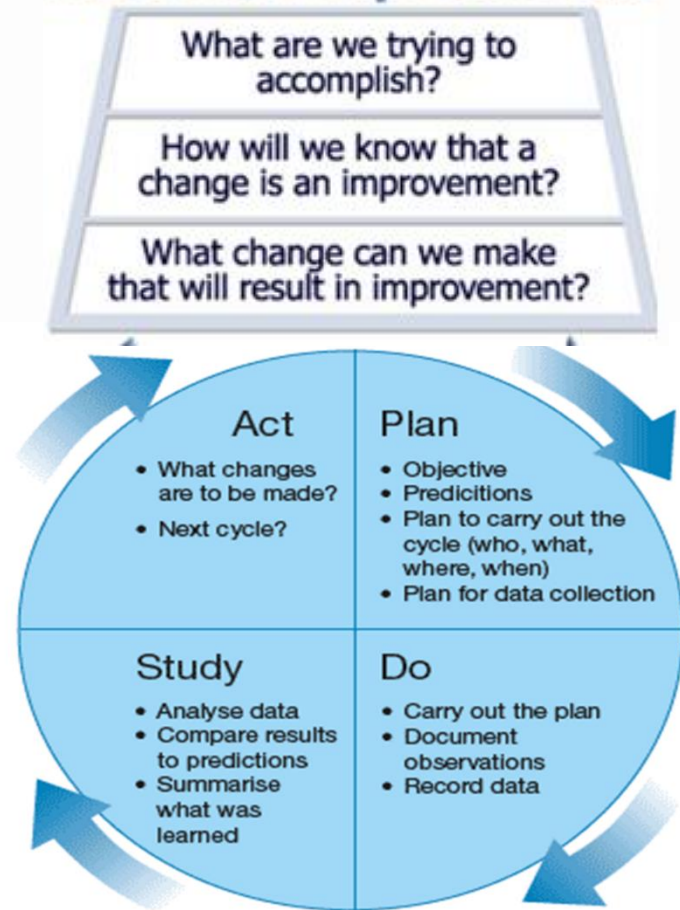 What are we trying to
accomplish?
How will we know that a
change is an improvement?
What change can we make
that will result in improvement?
Act
• What changes
are to be made?
• Next cycle?
Plan
• Objective
• Predicitions
• Plan to carry out the
cycle (who, what,
where, when)
• Plan for data collection
Study
• Analyse data
• Compare results
to predictions
• Summarise
what was
learned
Do
• Carry out the plan
• Document
observations
• Record data